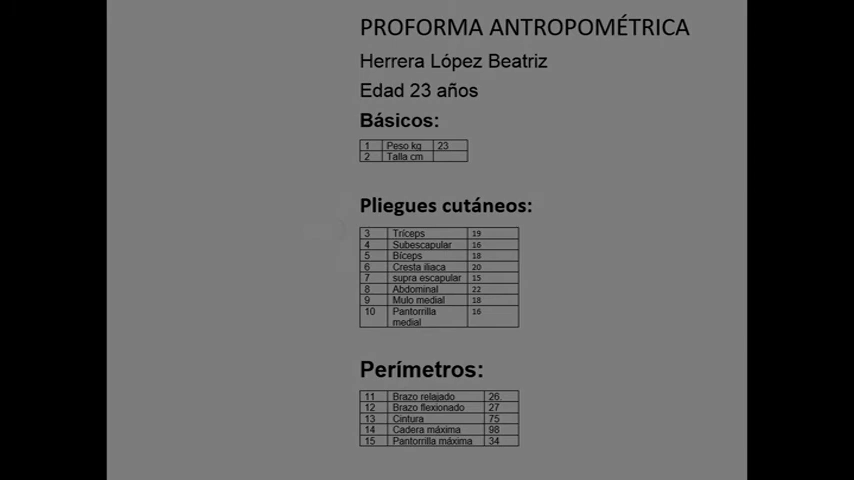 PROFORMA ANTROPOMÉTRICA
Herrera López Beatriz
Edad 23 años
Básicos:
1 Peso kg 23
2 Talla cm
Pliegues cutáneos:
3 Tríceps 19
4 Subescapular 16
5 Bíceps 18
6 Cresta iliaca 20
7 supra escapular 15
8 Abdominal 22
9 Mulo medial 18
10 Pantorrilla 16
medial
Perímetros:
11 Brazo relajado 26
12 Brazo flexionado 27
13 Cintura 75
14 Cadera máxima 98
15 Pantorrilla máxima 34